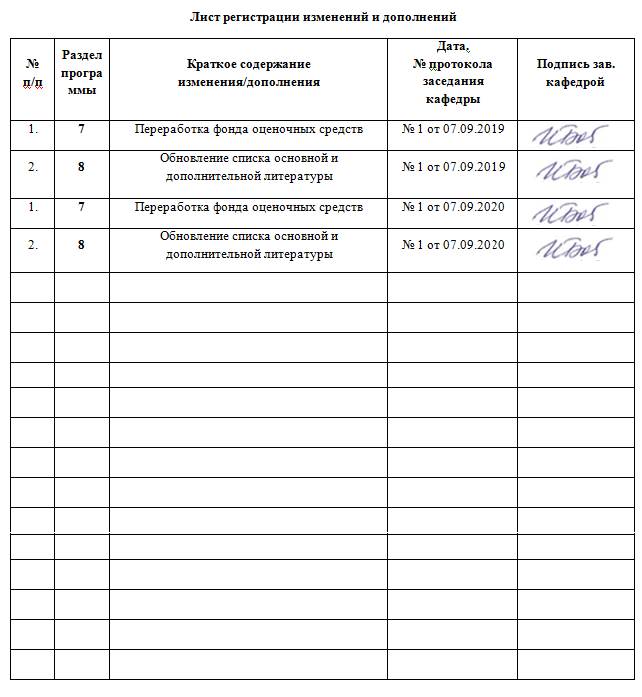 Лист регистрации изменений и дополнений
№
п/п
Раздел
програ
ммы
Краткое содержание
изменения/дополнения
Дата,
№ протокола
заседания
кафедры
Подпись зав.
кафедрой
1. 7 Переработка фонда оценочных средств № 1 от 07.09.2019
2. 8 Обновление списка основной и
дополнительной литературы № 1 от 07.09.2019
1. 7 Переработка фонда оценочных средств № 1 от 07.09.2020
2. 8 Обновление списка основной и
дополнительной литературы № 1 от 07.09.2020